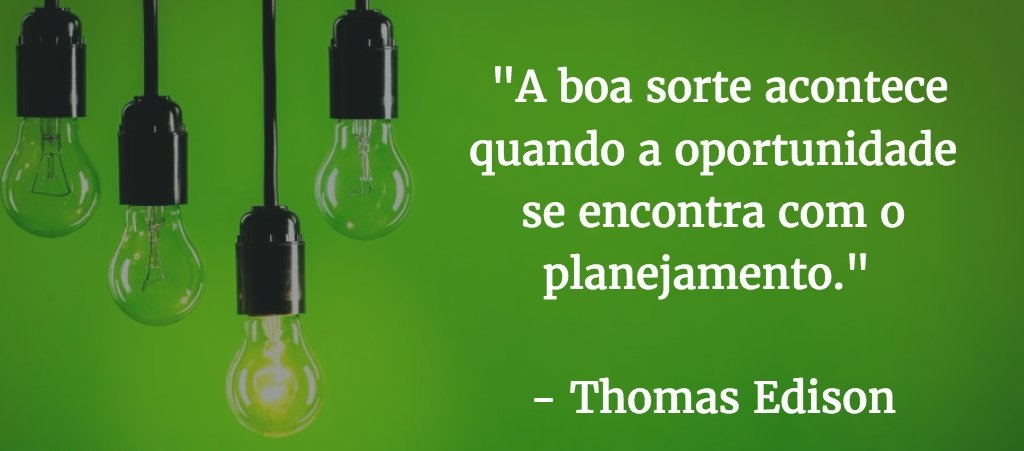 "A boa sorte acontece
quando a oportunidade
se encontra com o
planejamento."
- Thomas Edison